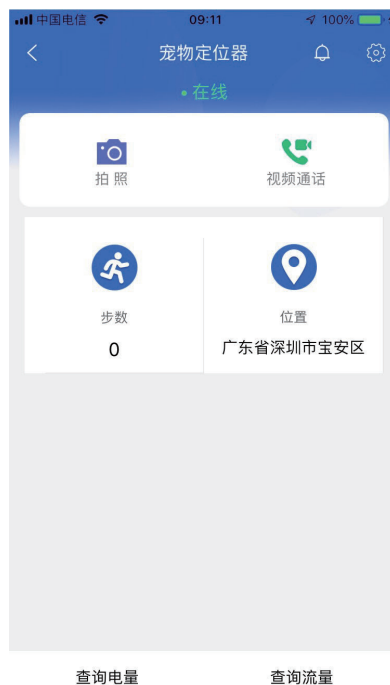 中国电信 09:11 100%
宠物定位器
在线
拍照 视频通话
步数 位置
0 广东省深圳市宝安区
查询电量 查询流量